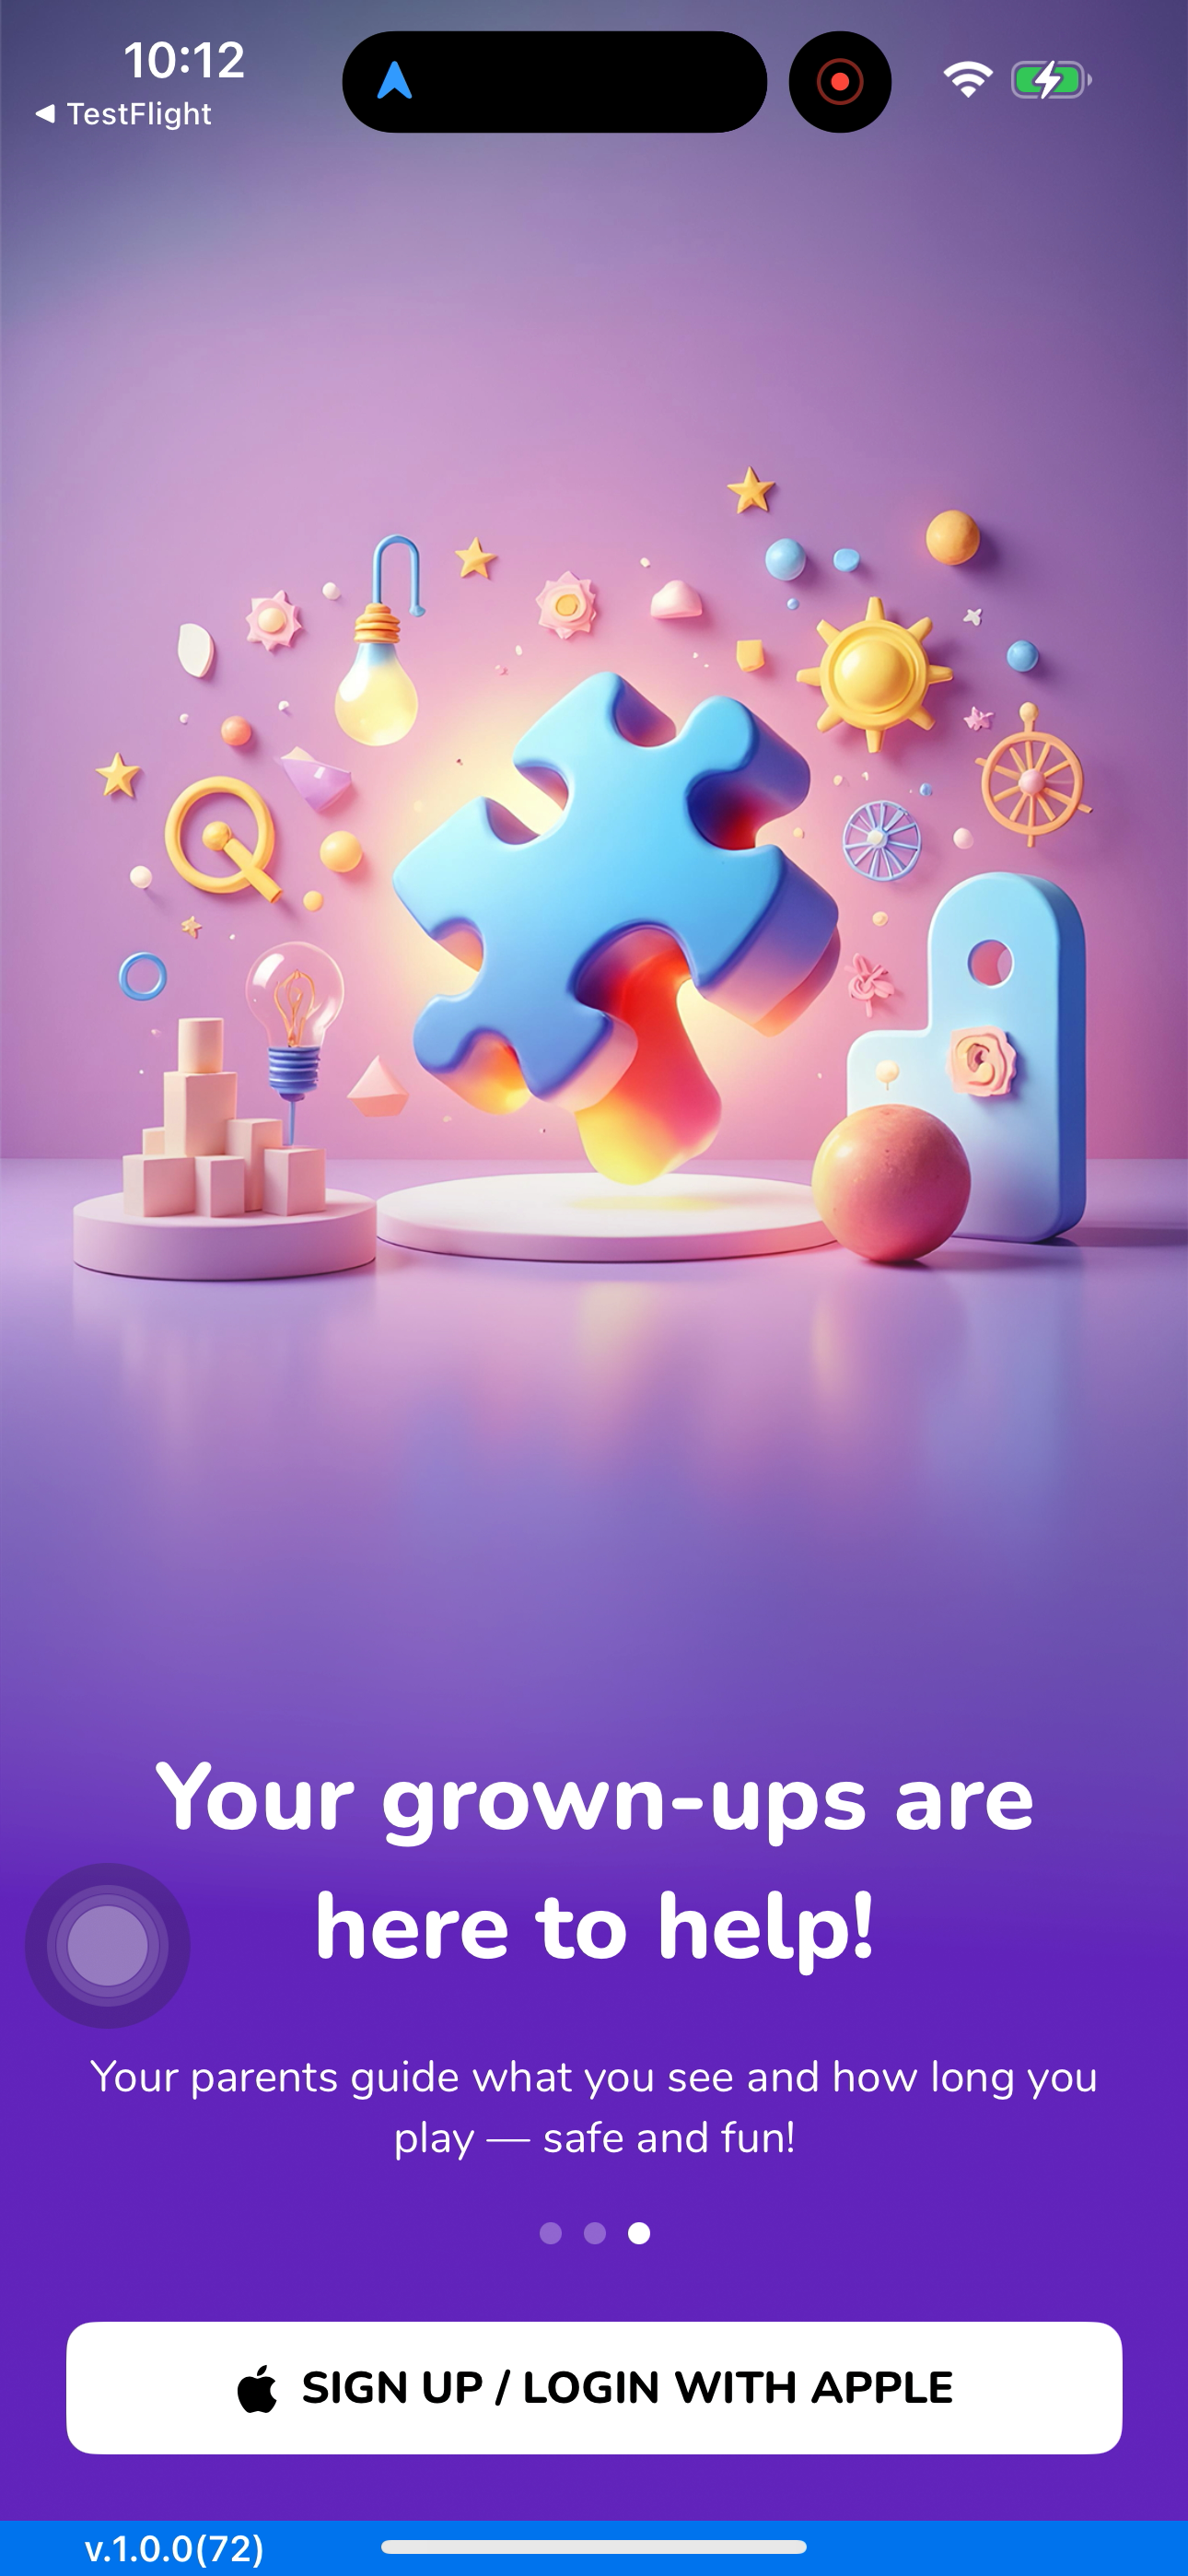 10:12
TestFlight
Your grown-ups are
here to help!
Your parents guide what you see and how long you
play — safe and fun!
SIGN UP / LOGIN WITH APPLE
v.1.0.0(72)